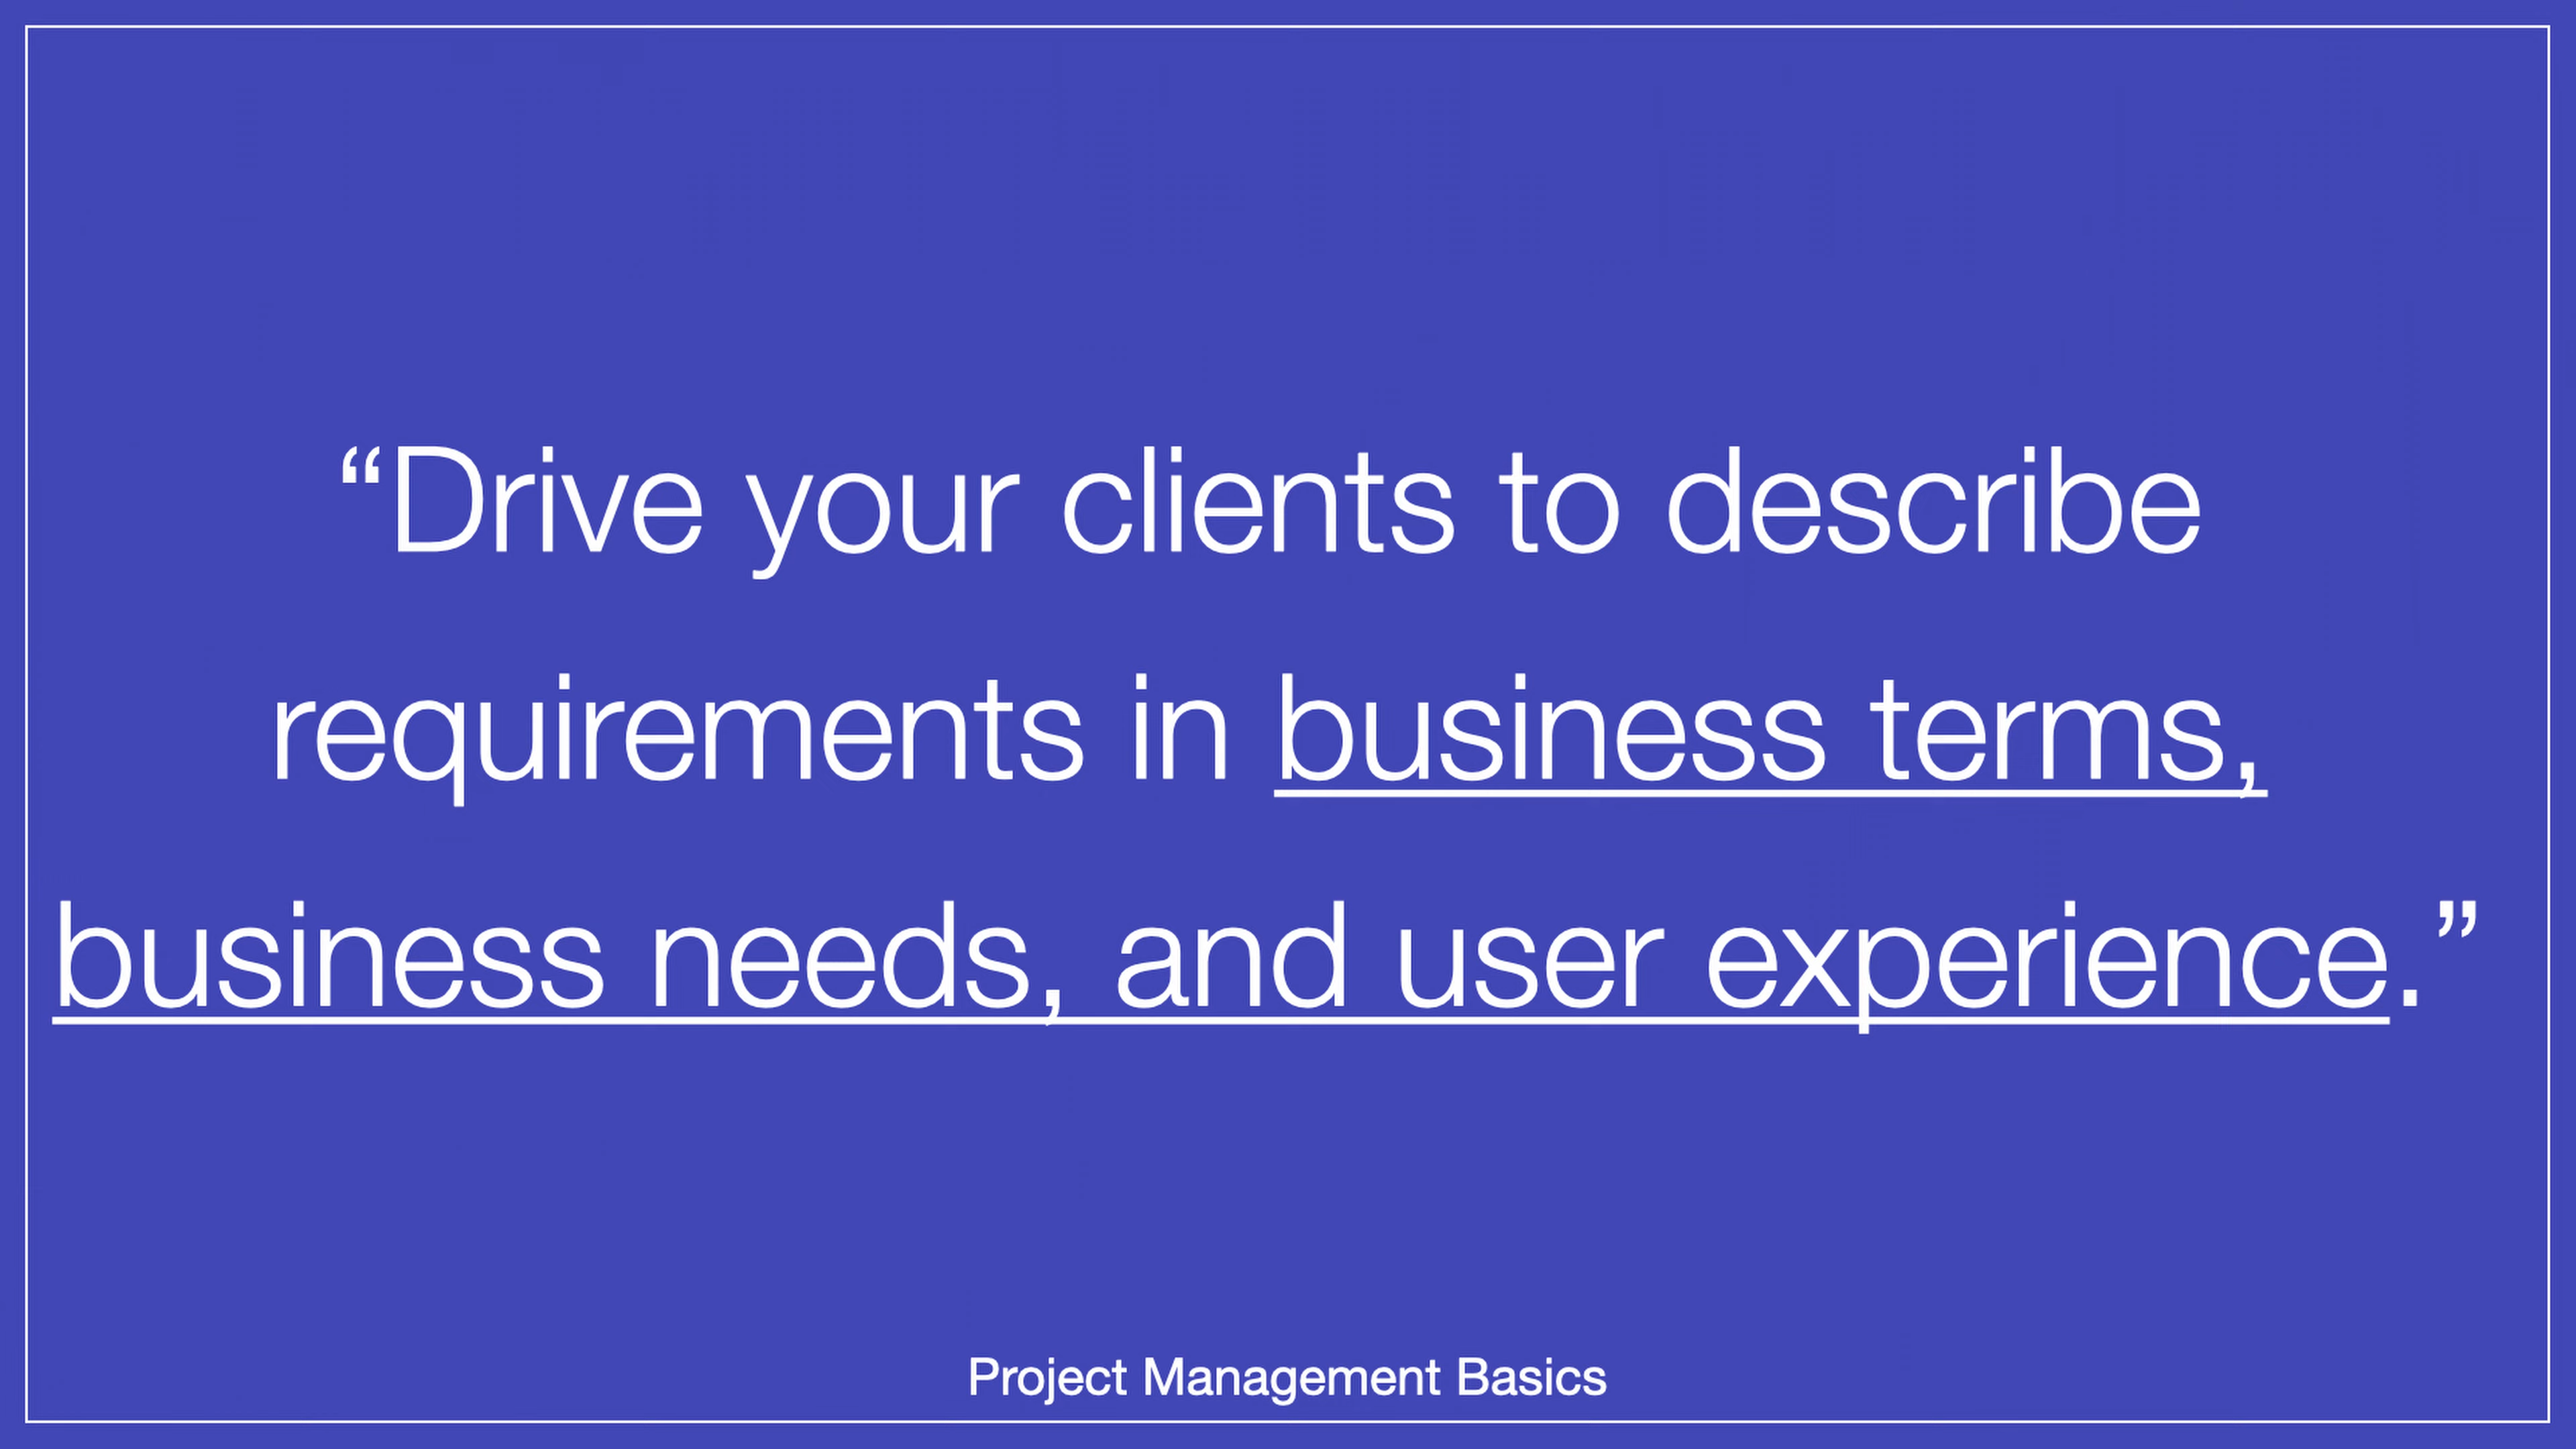 “Drive your clients to describe
requirements in business terms,
business needs, and user experience.”
Project Management Basics